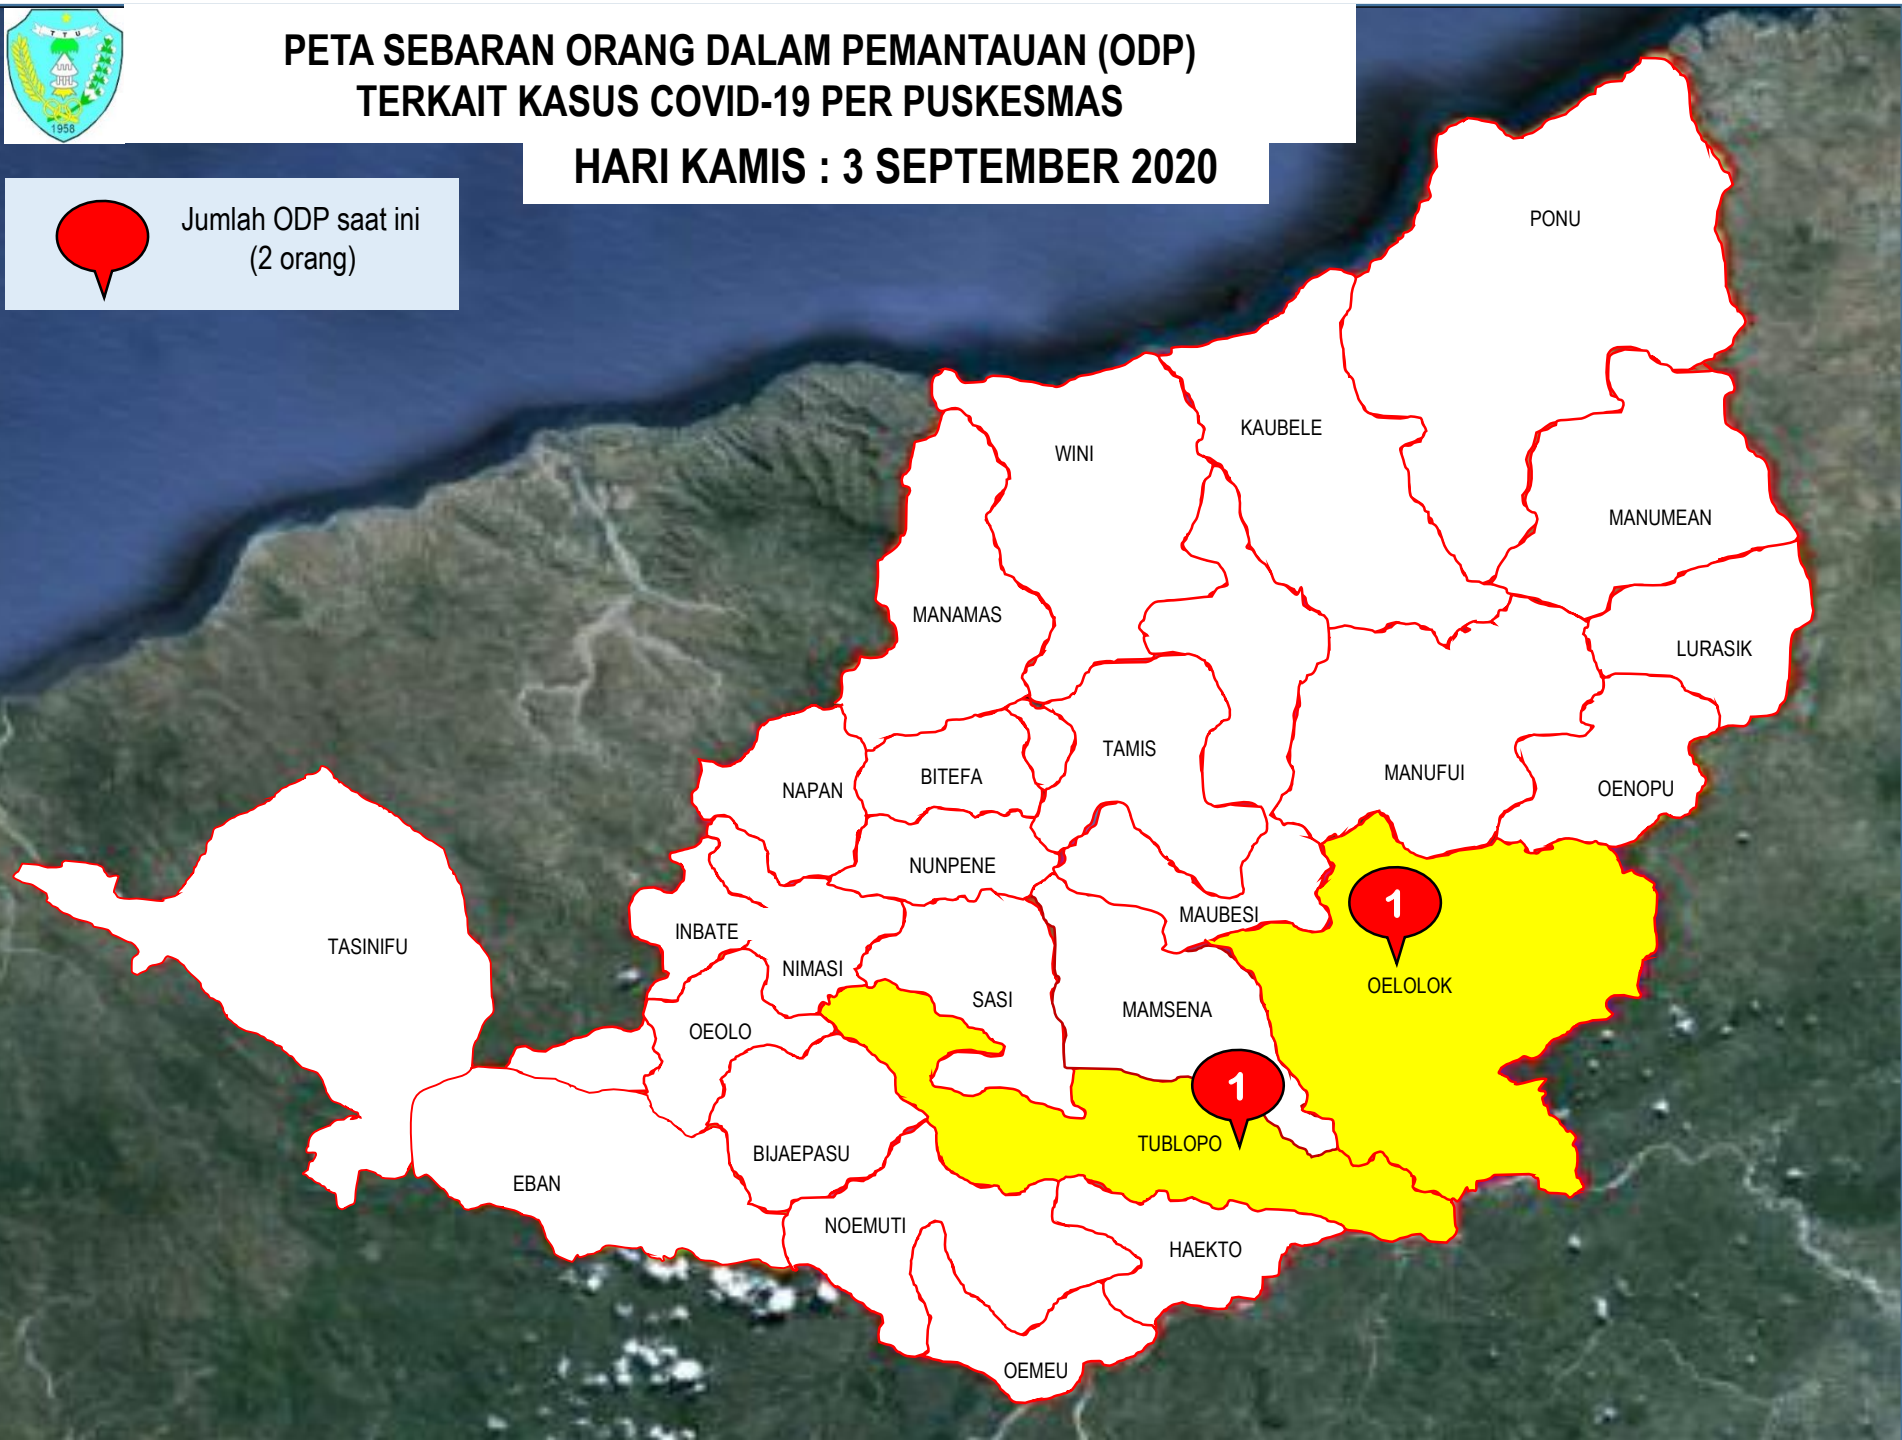 T T U
1958
PETA SEBARAN ORANG DALAM PEMANTAUAN (ODP)
TERKAIT KASUS COVID-19 PER PUSKESMAS
HARI KAMIS : 3 SEPTEMBER 2020
Jumlah ODP saat ini
(2 orang)
PONU
KAUBELE
WINI
MANUMEAN
MANAMAS
LURASIK
TAMIS
MANUFUI
BITEFA
NAPAN
OENOPU
NUNPENE
1
MAUBESI
INBATE
TASINIFU
NIMASI
OELOLOK
SASI
MAMSENA
OEOLO
1
TUBLOPO
BIJAEPASU
EBAN
NOEMUTI
HAEKTO
OEMEU